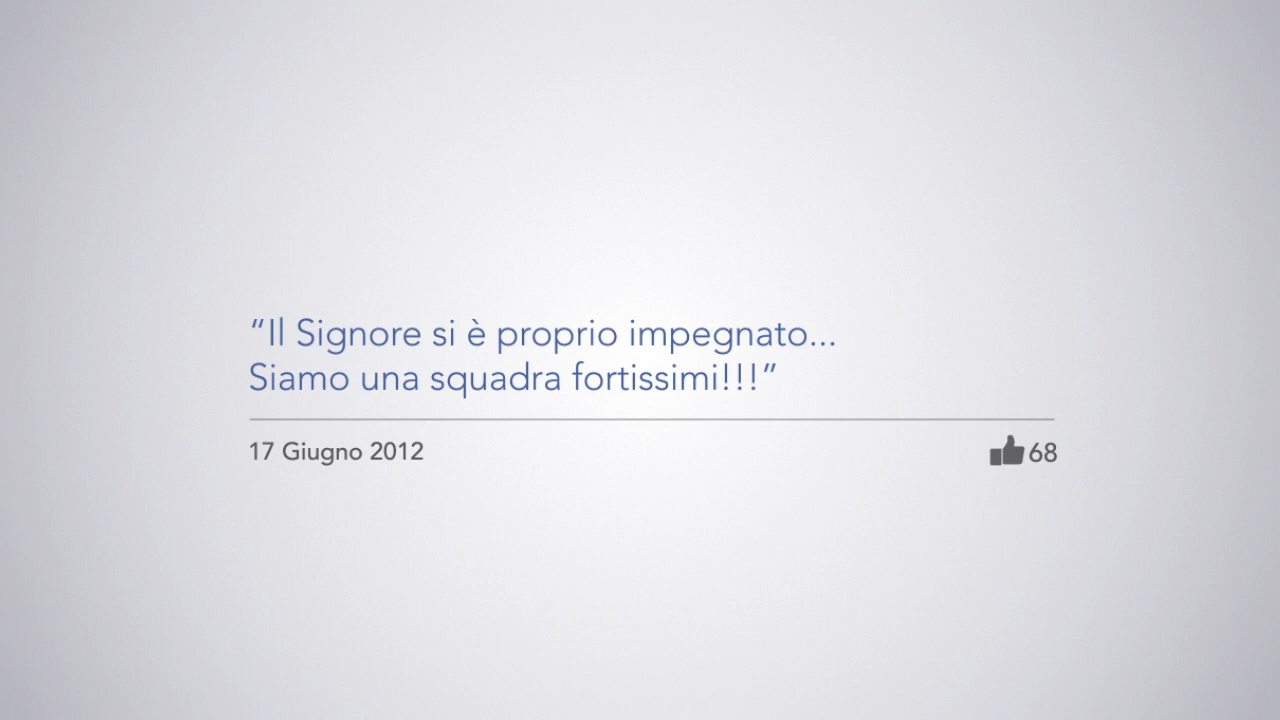 “Il Signore si è proprio impegnato...
Siamo una squadra fortissimi!!!”
17 Giugno 2012
68